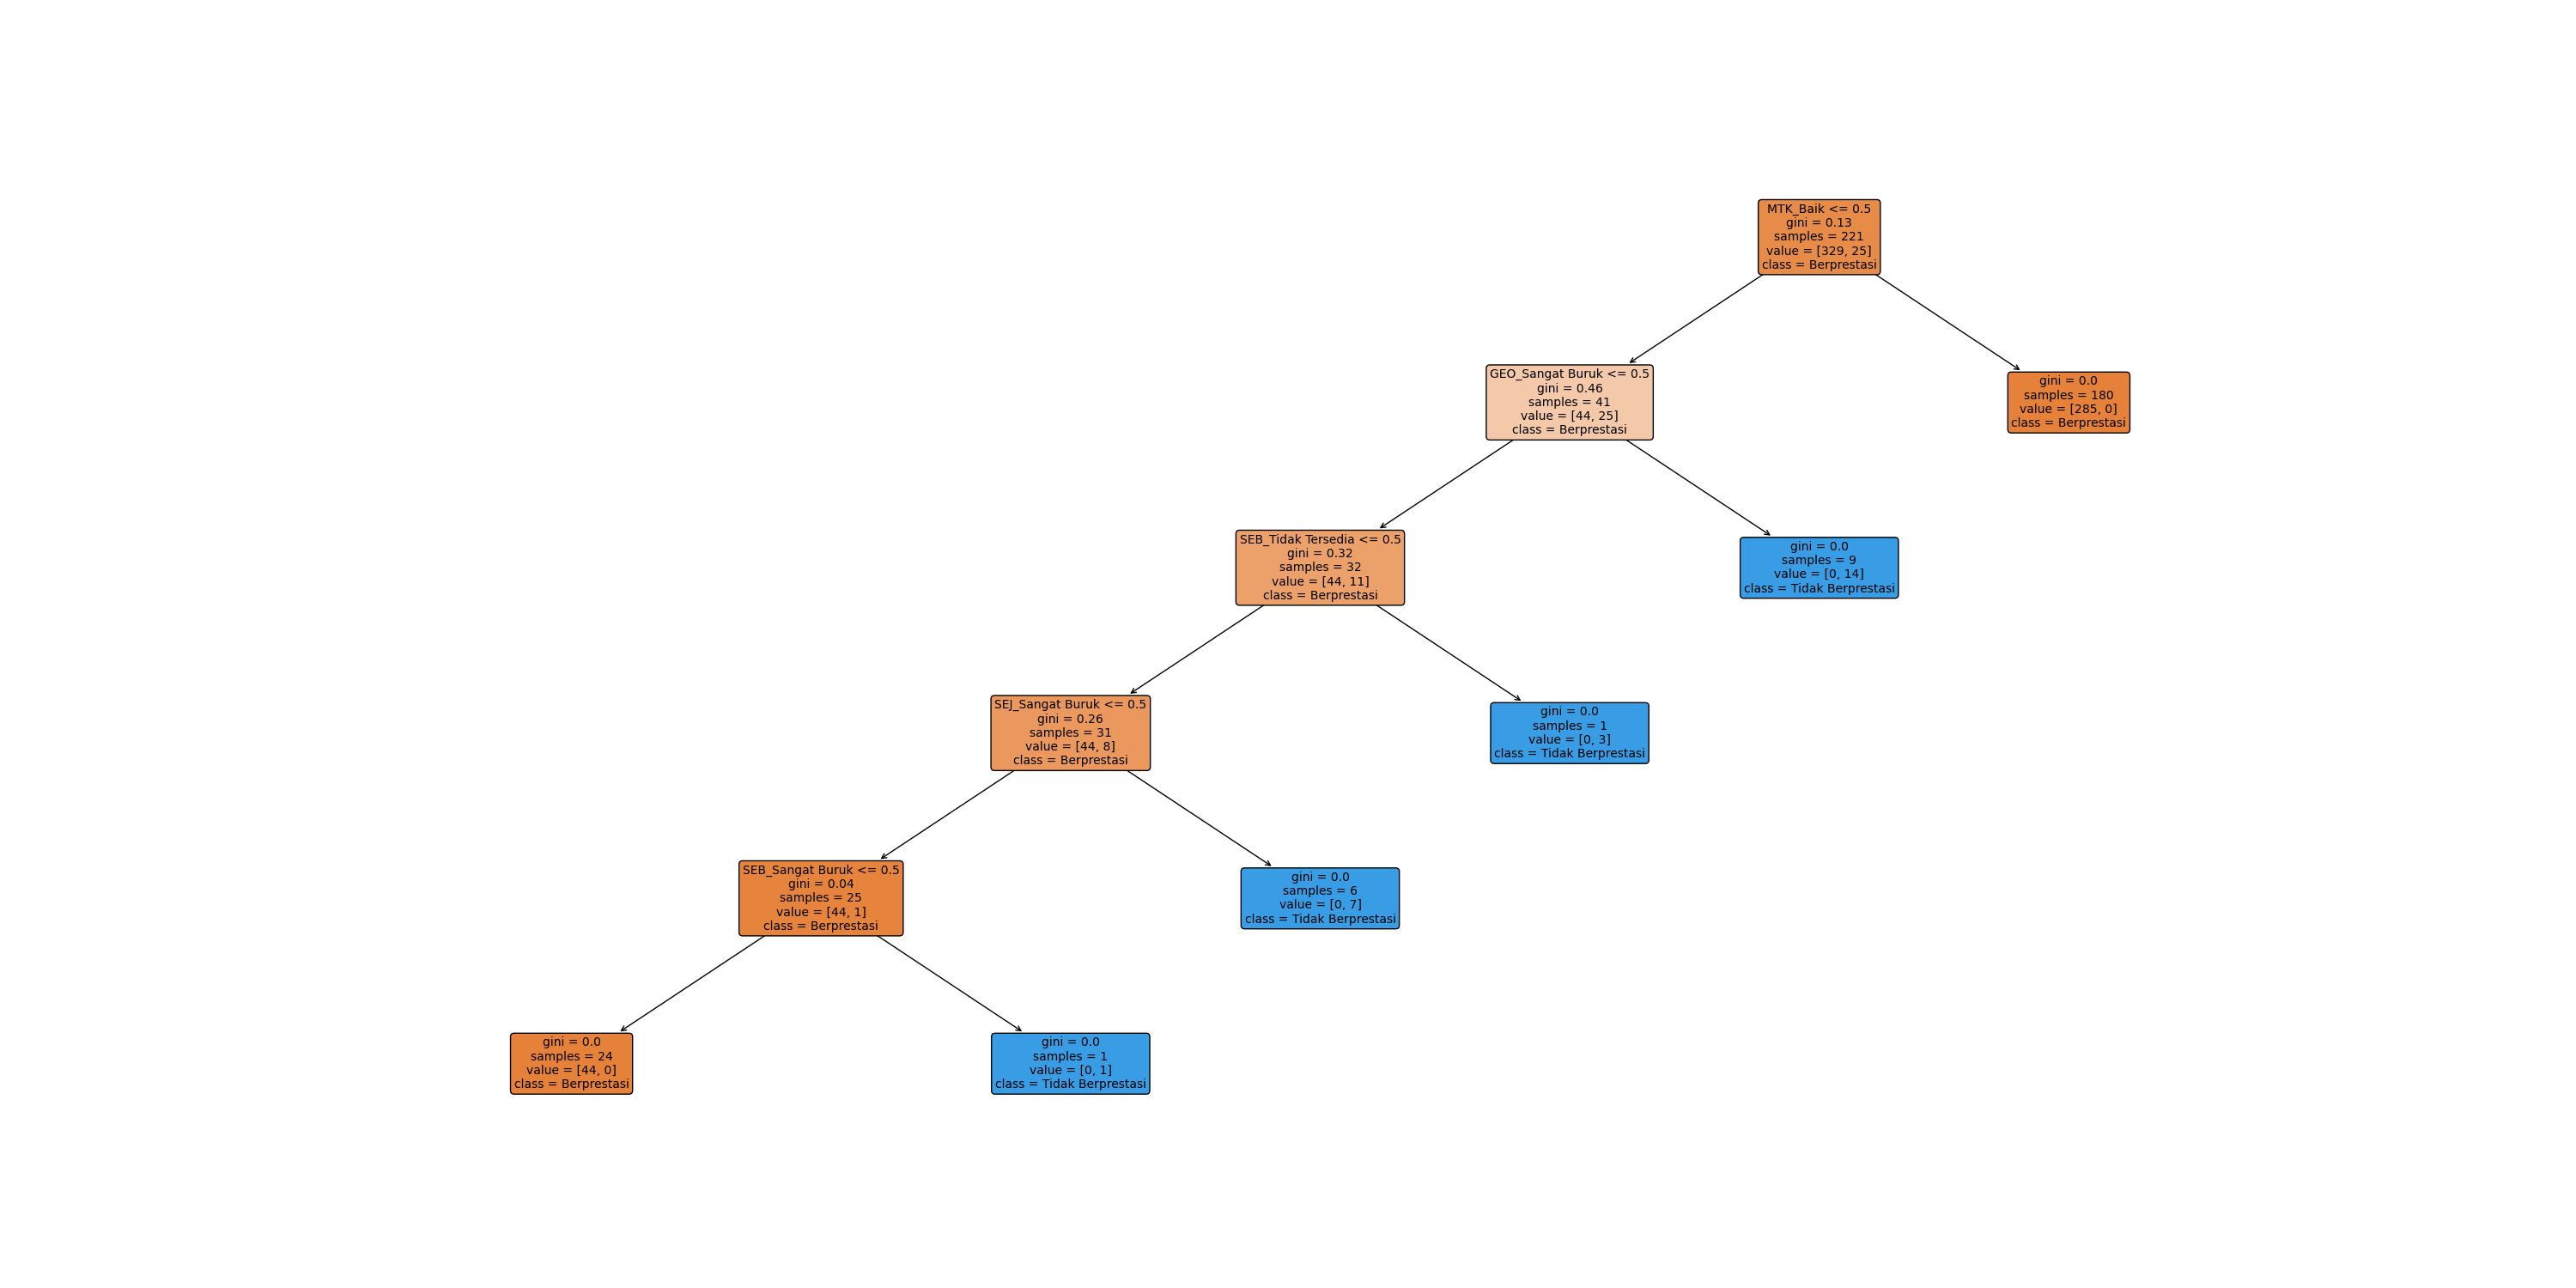 MTK_Baik <= 0.5
gini = 0.13
samples = 221
value = [329, 25]
class = Berprestasi
GEO_Sangat Buruk <= 0.5
gini = 0.46
samples = 41
value = [44, 25]
class = Berprestasi
gini = 0.0
samples = 180
value = [285, 0]
class = Berprestasi
SEB_Tidak Tersedia <= 0.5
gini = 0.32
samples = 32
value = [44, 11]
class = Berprestasi
gini = 0.0
samples = 9
value = [0, 14]
class = Tidak Berprestasi
SEJ_Sangat Buruk <= 0.5
gini = 0.26
samples = 31
value = [44, 8]
class = Berprestasi
gini = 0.0
samples = 1
value = [0, 3]
class = Tidak Berprestasi
SEB_Sangat Buruk <= 0.5
gini = 0.04
samples = 25
value = [44, 1]
class = Berprestasi
gini = 0.0
samples = 6
value = [0, 7]
class = Tidak Berprestasi
gini = 0.0
samples = 24
value = [44, 0]
class = Berprestasi
gini = 0.0
samples = 1
value = [0, 1]
class = Tidak Berprestasi